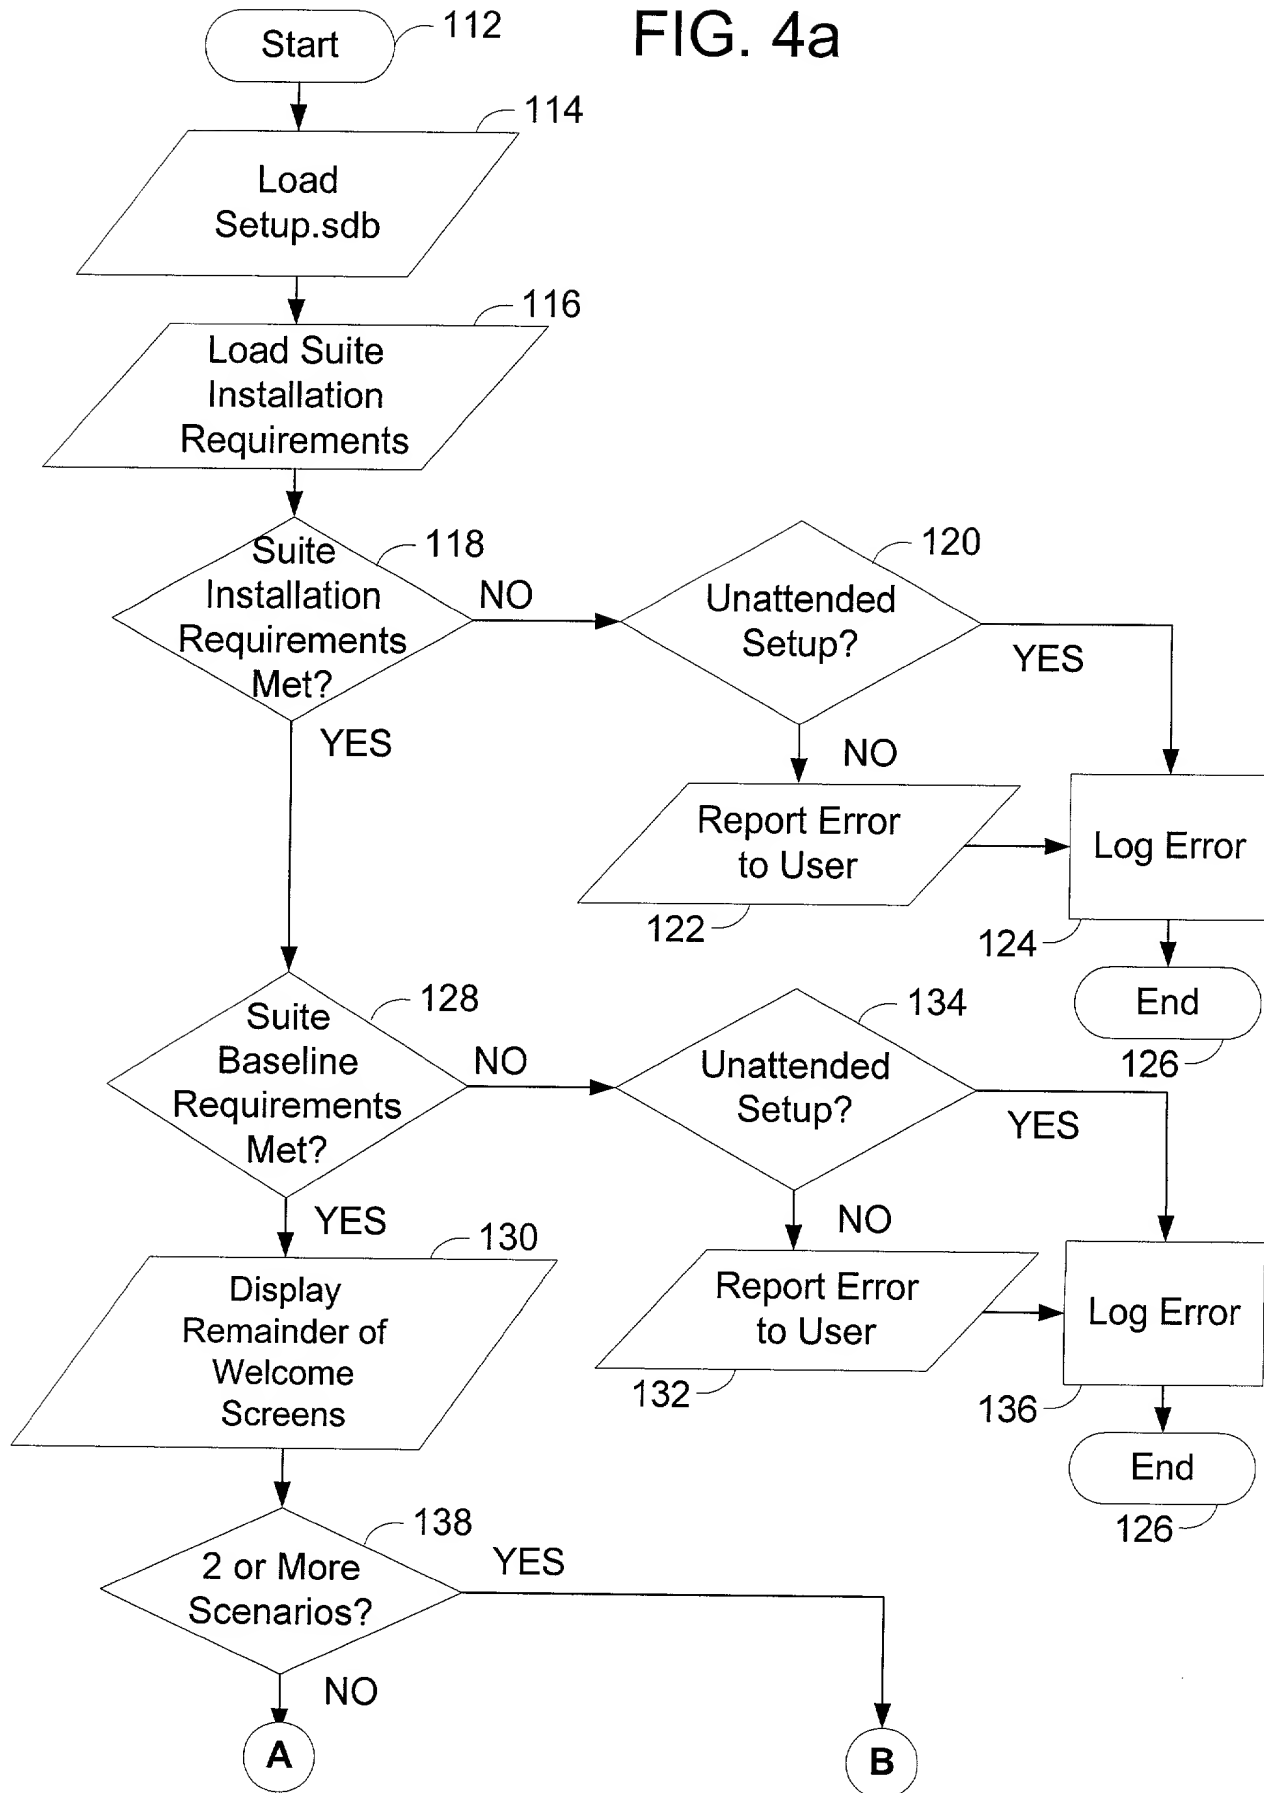 FIG. 4a
Start
112
114
Load
Setup.sdb
116
Load Suite
Installation
Requirements
118
Suite
Installation
Requirements
Met?
NO
YES
120
Unattended
Setup?
YES
NO
Report Error
to User
122
Log Error
124
End
126
128
Suite
Baseline
Requirements
Met?
NO
YES
134
Unattended
Setup?
YES
NO
Report Error
to User
132
Log Error
136
End
126
130
Display
Remainder of
Welcome
Screens
138
2 or More
Scenarios?
YES
NO
A
B